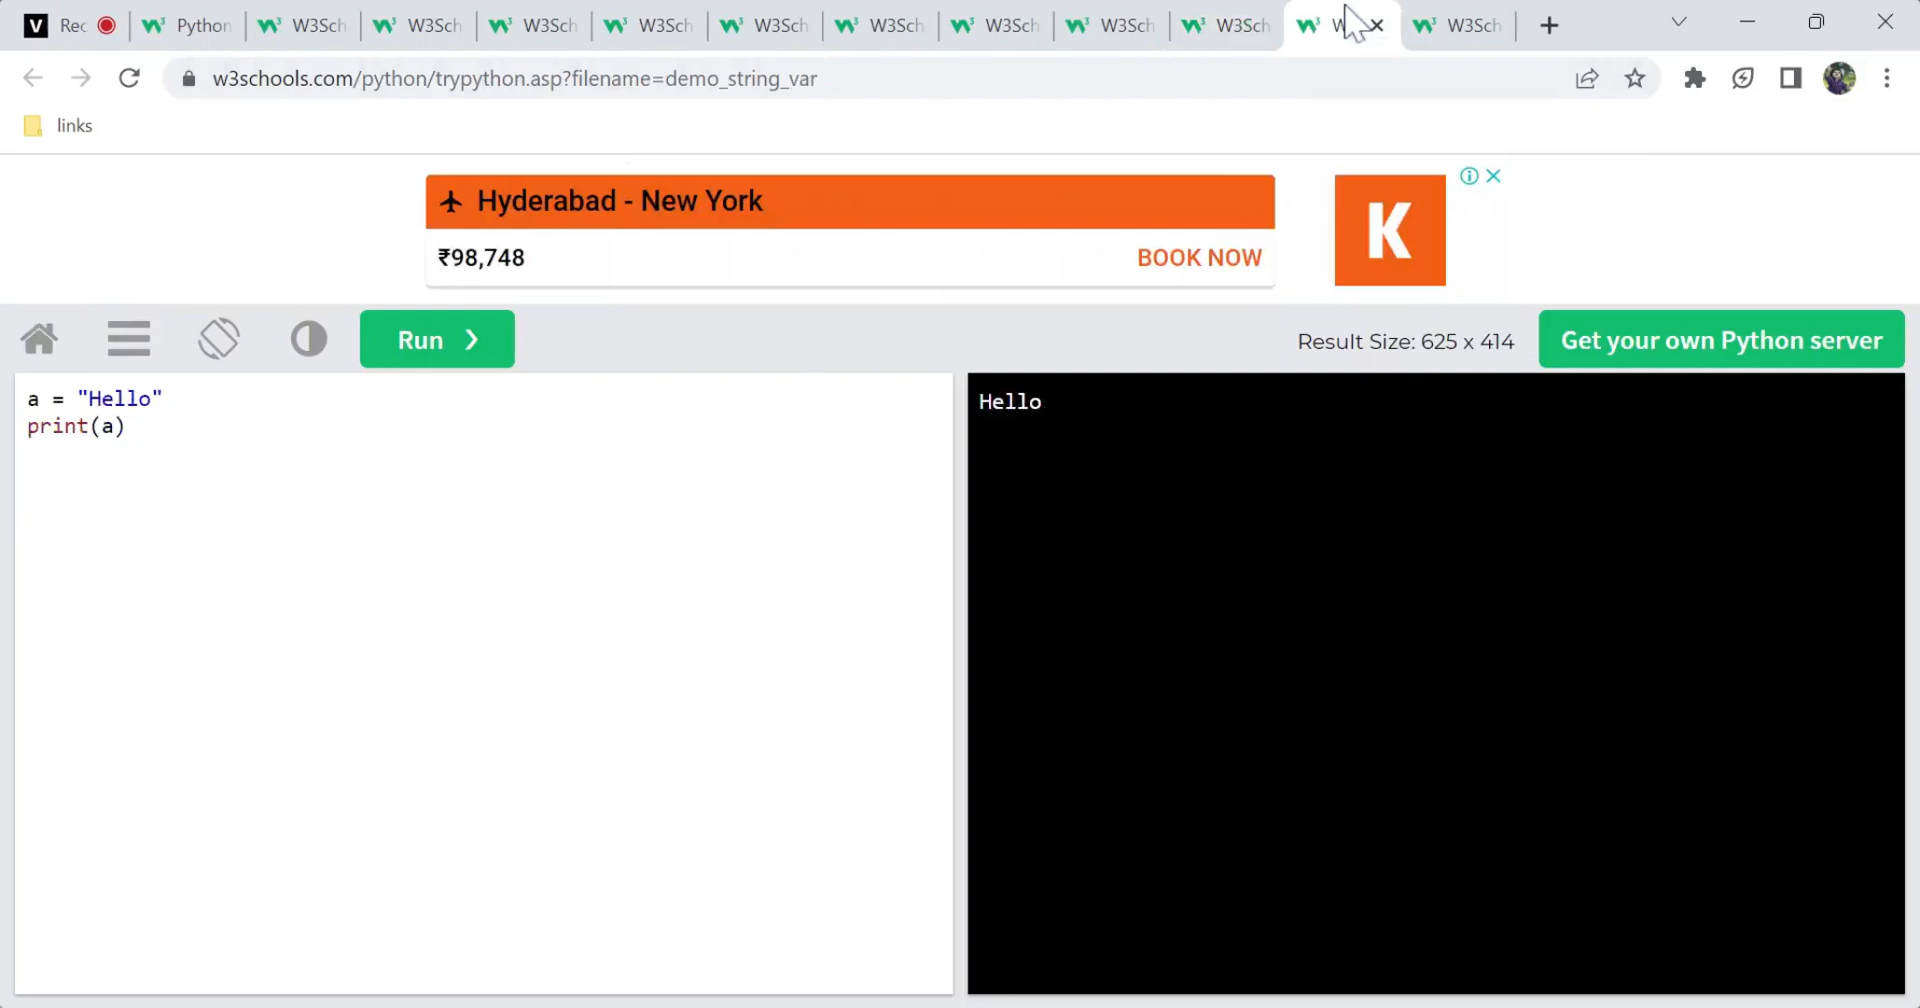 V Rec Python W3Sch W3Sch W3Sch W3Sch W3Sch W3Sch W3Sch W3Sch W3Sch W W3Sch
w3schools.com/python/trypython.asp?filename=demo_string_var
links
Hyderabad - New York
₹98,748 BOOK NOW
K
Run ❯ Result Size: 625 x 414 Get your own Python server
a = "Hello"
print(a)
Hello